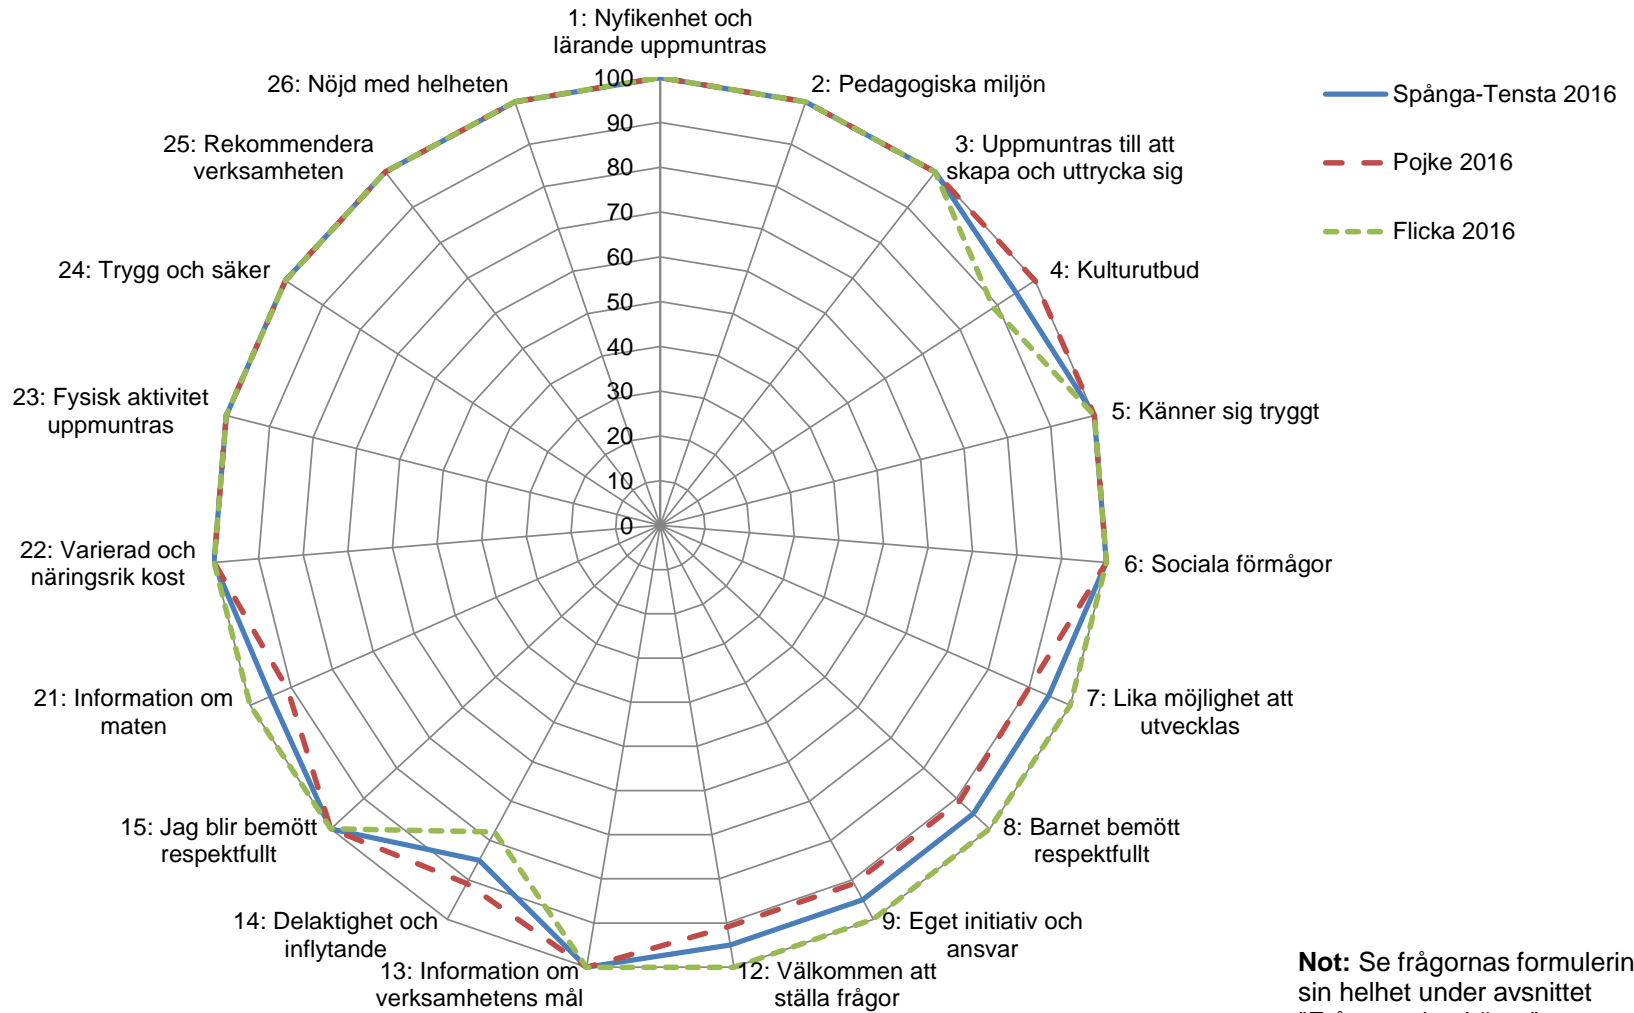 1: Nyfikenhet och
lärande uppmuntras
2: Pedagogiska miljön
3: Uppmuntras till att
skapa och uttrycka sig
4: Kulturutbud
5: Känner sig tryggt
6: Sociala förmågor
7: Lika möjlighet att
utvecklas
8: Barnet bemött
respektfullt
9: Eget initiativ och
ansvar
12: Välkommen att
ställa frågor
13: Information om
verksamhetens mål
14: Delaktighet och
inflytande
15: Jag blir bemött
respektfullt
21: Information om
maten
22: Varierad och
näringsrik kost
23: Fysisk aktivitet
uppmuntras
24: Trygg och säker
25: Rekommendera
verksamheten
26: Nöjd med helheten
100
90
80
70
60
50
40
30
20
10
0
Spånga-Tensta 2016
Pojke 2016
Flicka 2016
Not: Se frågornas formulerin
sin helhet under avsnittet